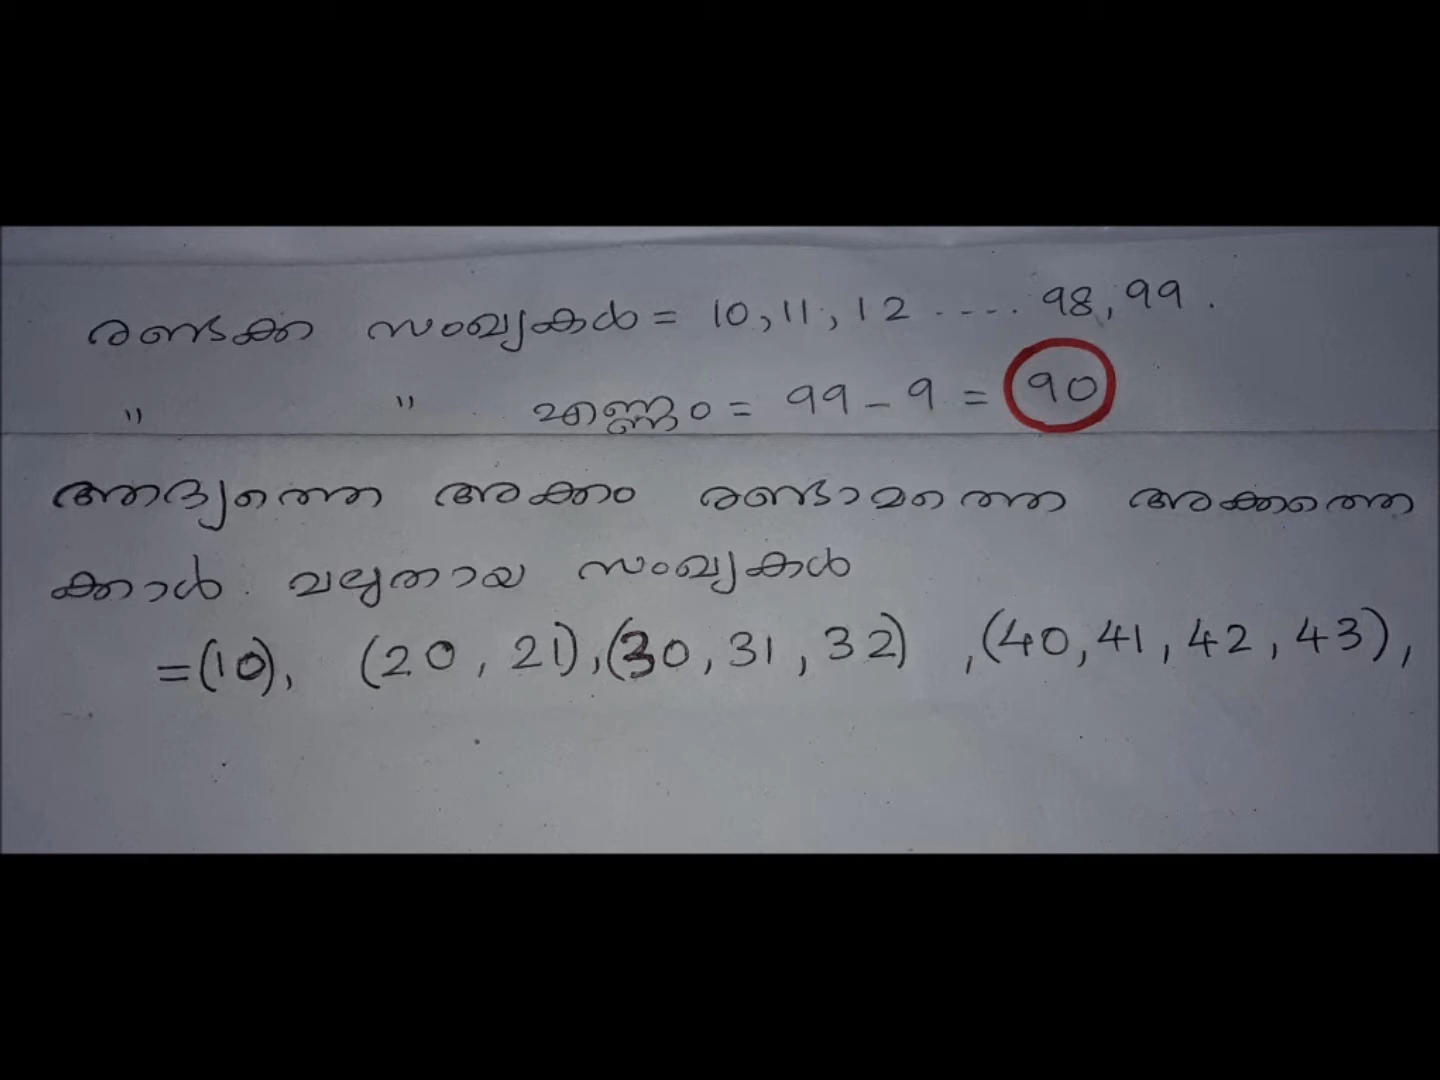 രണ്ടക്ക സംഖ്യകൾ = 10, 11, 12 .... 98, 99 .
" " എണ്ണം = 99 - 9 = 90
ആദ്യത്തെ അക്കം രണ്ടാമത്തെ അക്കത്തെ
ക്കാൾ വലുതായ സംഖ്യകൾ
= (10), (20, 21), (30, 31, 32) , (40, 41, 42, 43),